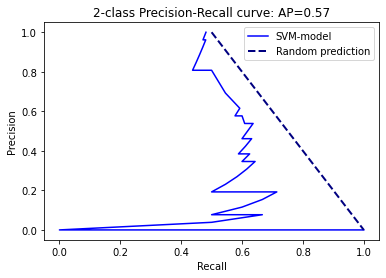 2-class Precision-Recall curve: AP=0.57
SVM-model
Random prediction
Precision
1.0
0.8
0.6
0.4
0.2
0.0
0.0 0.2 0.4 0.6 0.8 1.0
Recall